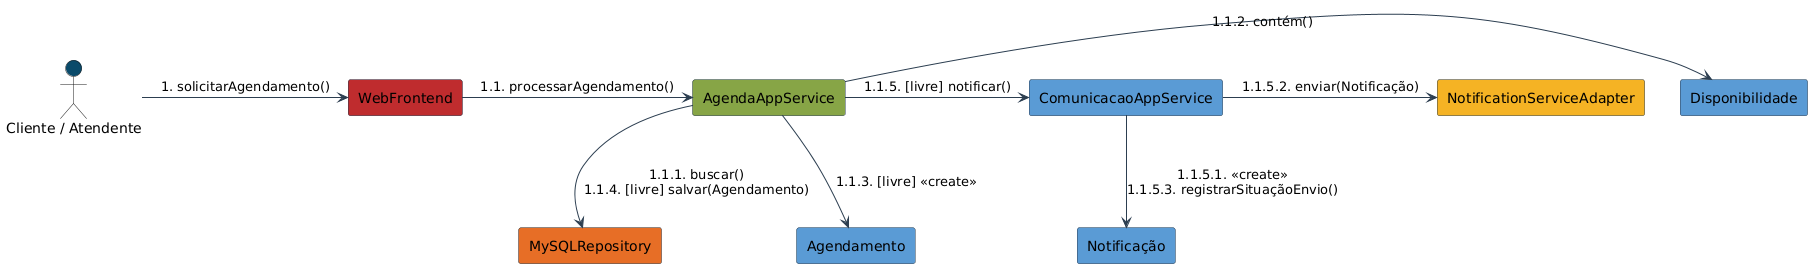 1.1.2. contém()
1. solicitarAgendamento()
1.1. processarAgendamento()
1.1.5. [livre] notificar()
1.1.5.2. enviar(Notificação)
WebFrontend
AgendaAppService
ComunicacaoAppService
NotificationServiceAdapter
Disponibilidade
Cliente / Atendente
1.1.1. buscar()
1.1.4. [livre] salvar(Agendamento)
1.1.3. [livre] «create»
1.1.5.1. «create»
1.1.5.3. registrarSituaçãoEnvio()
MySQLRepository
Agendamento
Notificação